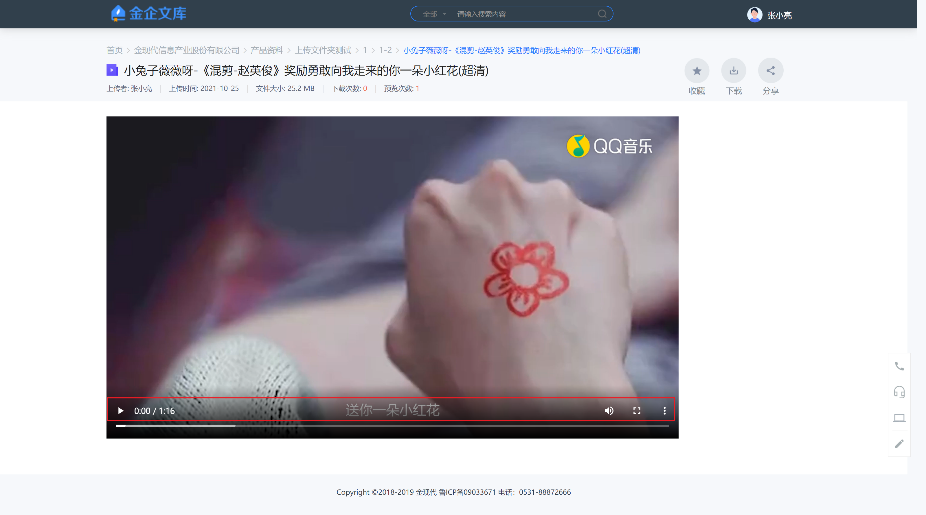 金企文库
全部 请输入搜索内容
张小亮
首页 > 金现代信息产业股份有限公司 > 产品资料 > 上传文件夹测试 > 1 > 1-2 > 小兔子薇薇呀-《混剪-赵英俊》奖励勇敢向我走来的你一朵小红花(超清)
小兔子薇薇呀-《混剪-赵英俊》奖励勇敢向我走来的你一朵小红花(超清)
上传者: 张小亮 | 上传时间: 2021-10-25 | 文件大小: 25.2 MB | 下载次数: 0 | 预览次数: 1
收藏 下载 分享
QQ音乐
送你一朵小红花
0:00 / 1:16
Copyright ©2018-2019 金现代 鲁ICP备09033671 电话：0531-88872666